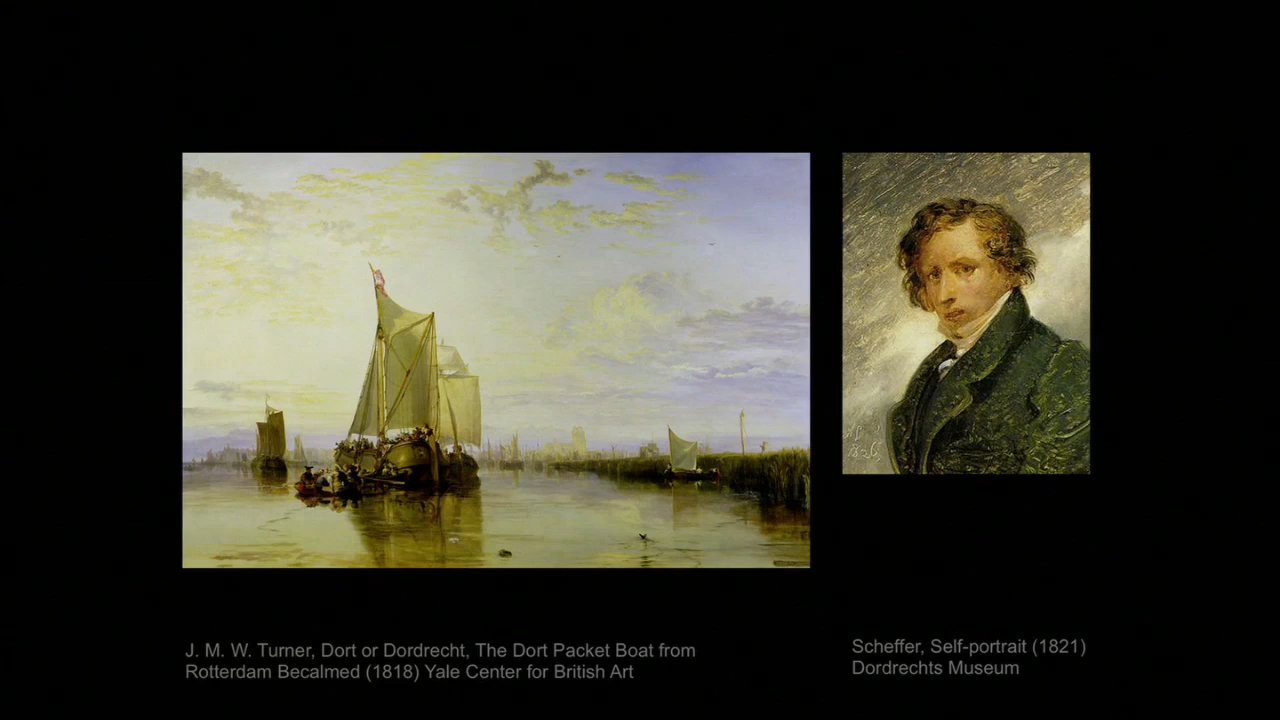 J. M. W. Turner, Dort or Dordrecht, The Dort Packet Boat from
Rotterdam Becalmed (1818) Yale Center for British Art
Scheffer, Self-portrait (1821)
Dordrechts Museum